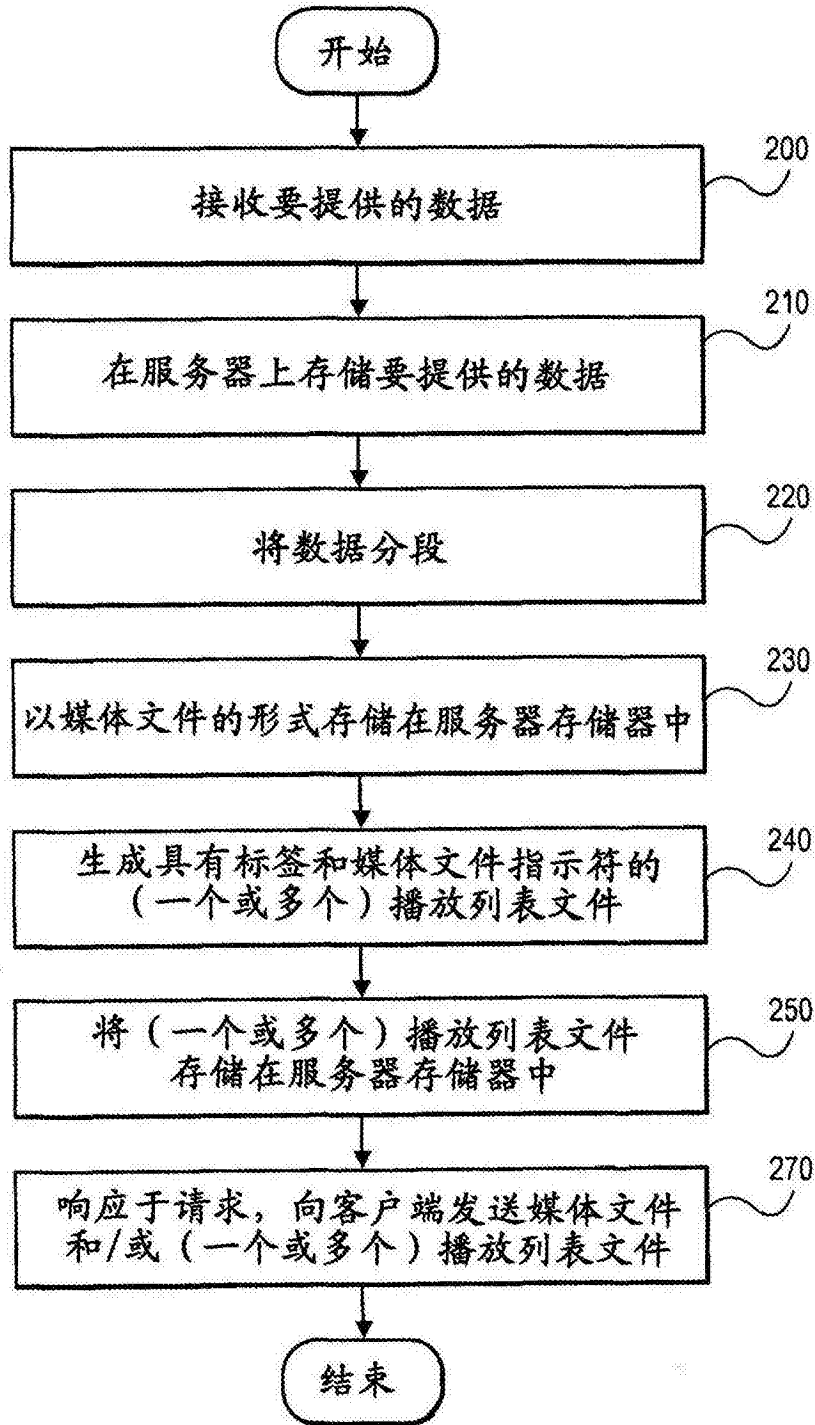 开始
200
接收要提供的数据
210
在服务器上存储要提供的数据
220
将数据分段
230
以媒体文件的形式存储在服务器存储器中
240
生成具有标签和媒体文件指示符的
(一个或多个)播放列表文件
250
将(一个或多个)播放列表文件
存储在服务器存储器中
270
响应于请求，向客户端发送媒体文件
和/或(一个或多个)播放列表文件
结束